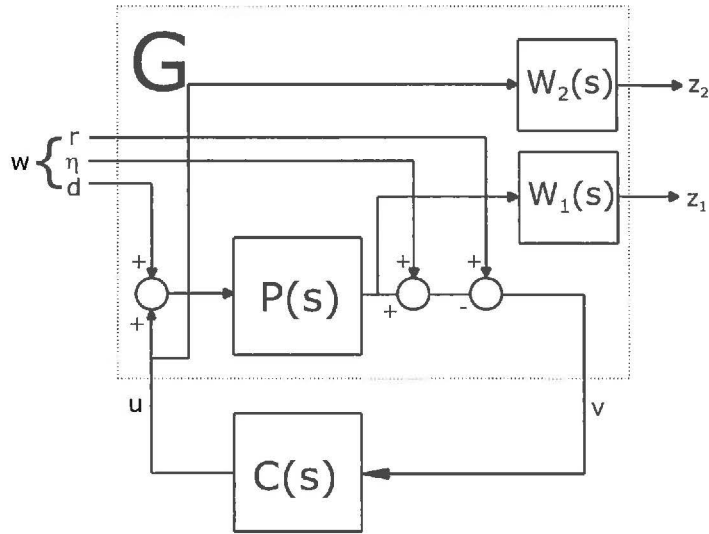 G
W₂(s)
z₂
w { r
η
d
W₁(s)
z₁
+
+
+
+
P(s)
+
-
u
v
C(s)